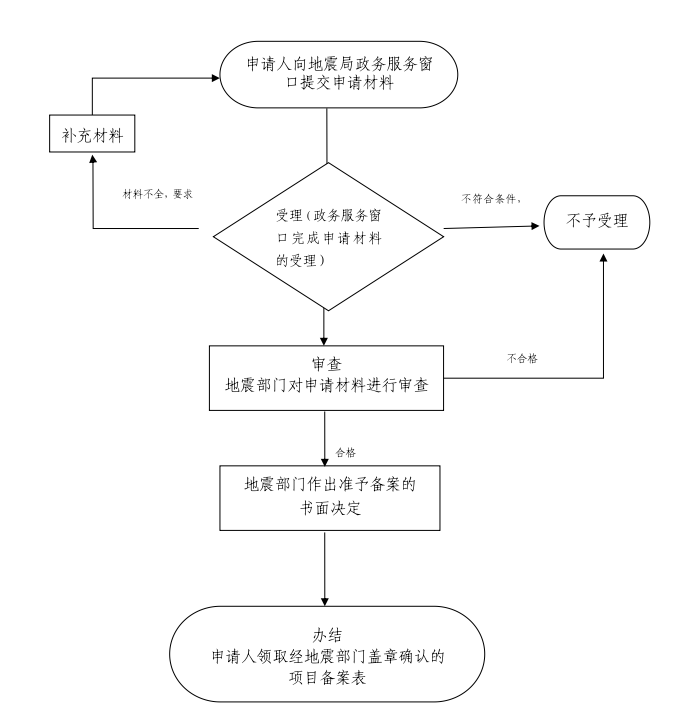 申请人向地震局政务服务窗
口提交申请材料
补充材料
材料不全，要求
不符合条件，
受理(政务服务窗
口完成申请材料
的受理)
不予受理
审查
地震部门对申请材料进行审查
不合格
合格
地震部门作出准予备案的
书面决定
办结
申请人领取经地震部门盖章确认的
项目备案表